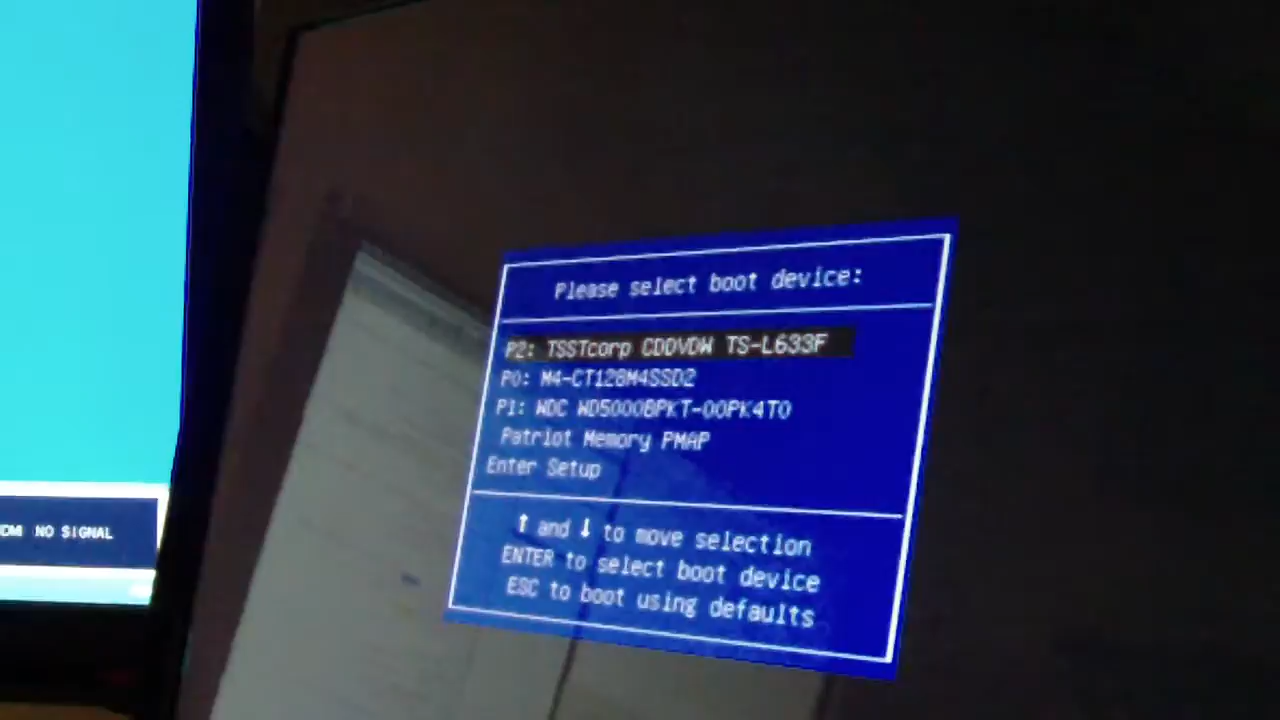 Please select boot device:
P2: TSSTcorp CDDVDW TS-L633F
P0: M4-CT128M4SSD2
P1: WDC WD5000BPKT-00PK4T0
Patriot Memory PMAP
Enter Setup
↑ and ↓ to move selection
ENTER to select boot device
ESC to boot using defaults
NO SIGNAL